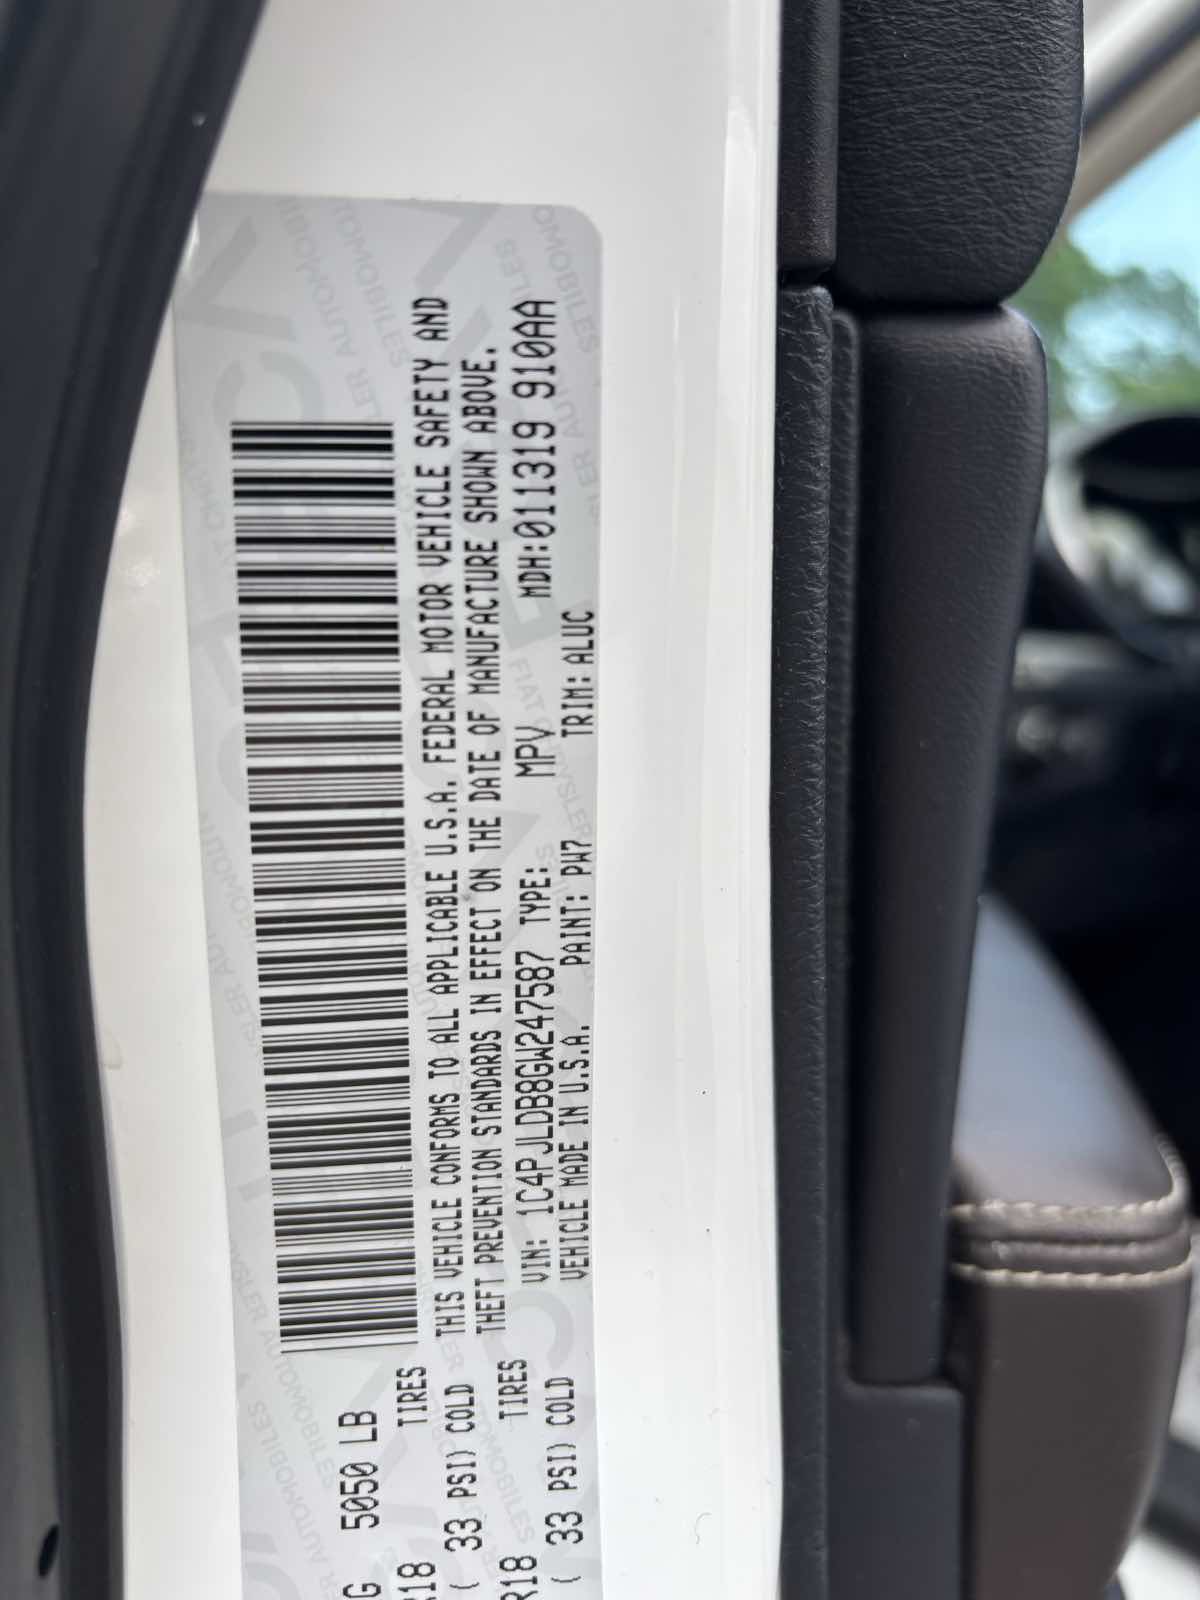 G 5050 LB
R18 TIRES
( 33 PSI) COLD
R18 TIRES
( 33 PSI) COLD
THIS VEHICLE CONFORMS TO ALL APPLICABLE U.S.A. FEDERAL MOTOR VEHICLE SAFETY AND
THEFT PREVENTION STANDARDS IN EFFECT ON THE DATE OF MANUFACTURE SHOWN ABOVE.
VIN: 1C4PJLDB8GW247587 TYPE: MPV MDH:011319 910AA
VEHICLE MADE IN U.S.A. PAINT: PW7 TRIM: ALUC